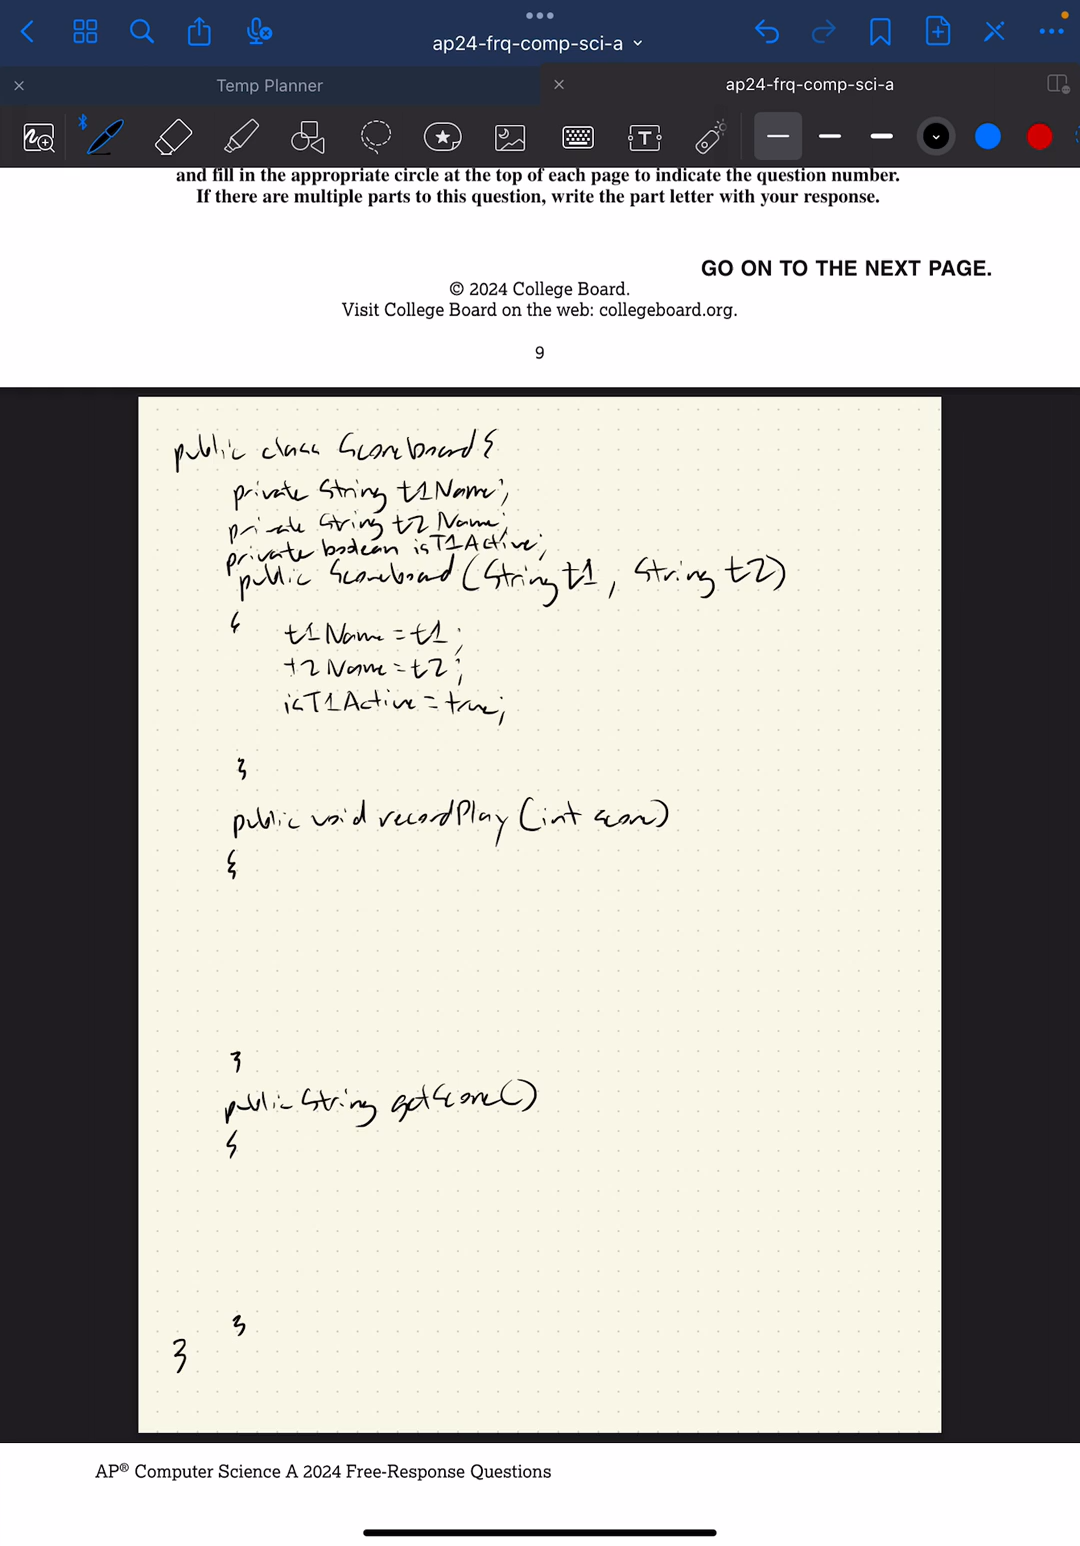 ap24-frq-comp-sci-a
Temp Planner
ap24-frq-comp-sci-a
and fill in the appropriate circle at the top of each page to indicate the question number.
If there are multiple parts to this question, write the part letter with your response.
GO ON TO THE NEXT PAGE.
© 2024 College Board.
Visit College Board on the web: collegeboard.org.
9
public class Scoreboard{
private String t1Name;
private String t2Name;
private boolean isT1Active;
public Scoreboard(String t1, String t2)
{
t1Name = t1;
t2Name = t2;
isT1Active = true;
}
public void recordPlay(int score)
{
}
public String getScore()
{
}
}
AP® Computer Science A 2024 Free-Response Questions